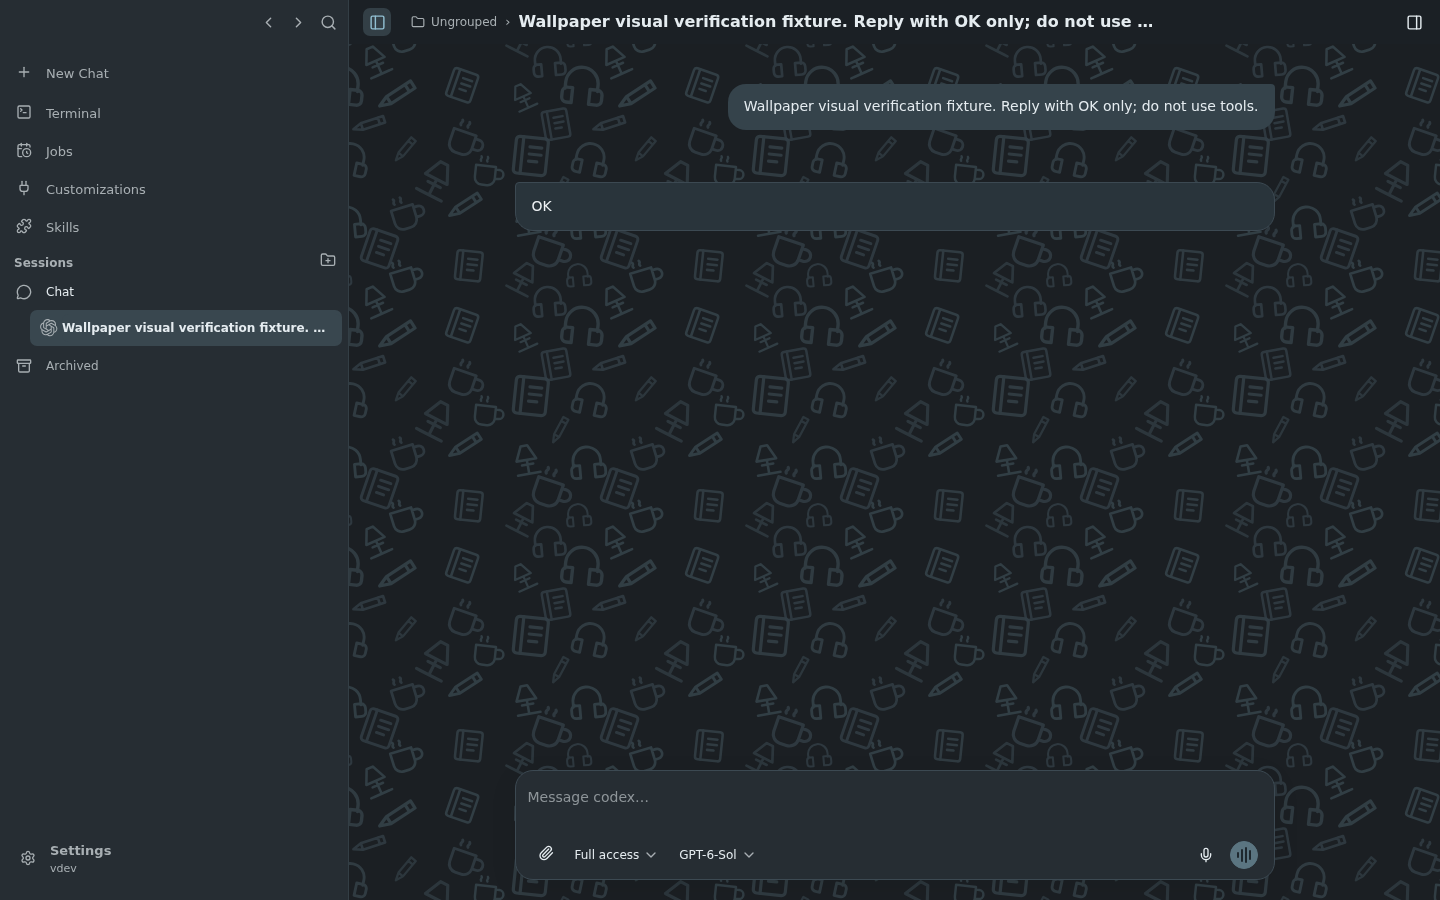 Ungrouped › Wallpaper visual verification fixture. Reply with OK only; do not use …
New Chat
Terminal
Jobs
Customizations
Skills
Sessions
Chat
Wallpaper visual verification fixture. …
Archived
Settings
vdev
Wallpaper visual verification fixture. Reply with OK only; do not use tools.
OK
Message codex…
Full access
GPT-6-Sol